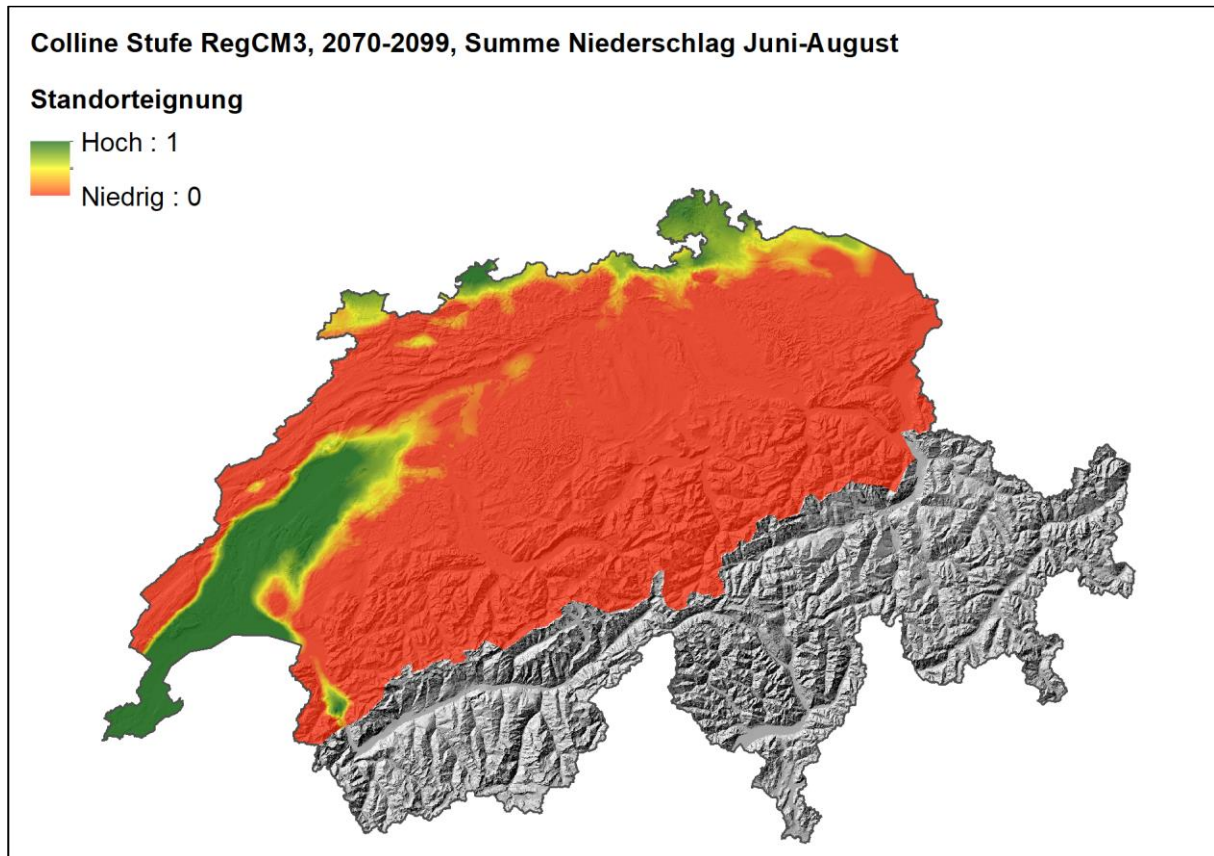 Colline Stufe RegCM3, 2070-2099, Summe Niederschlag Juni-August
Standorteignung
Hoch : 1
Niedrig : 0